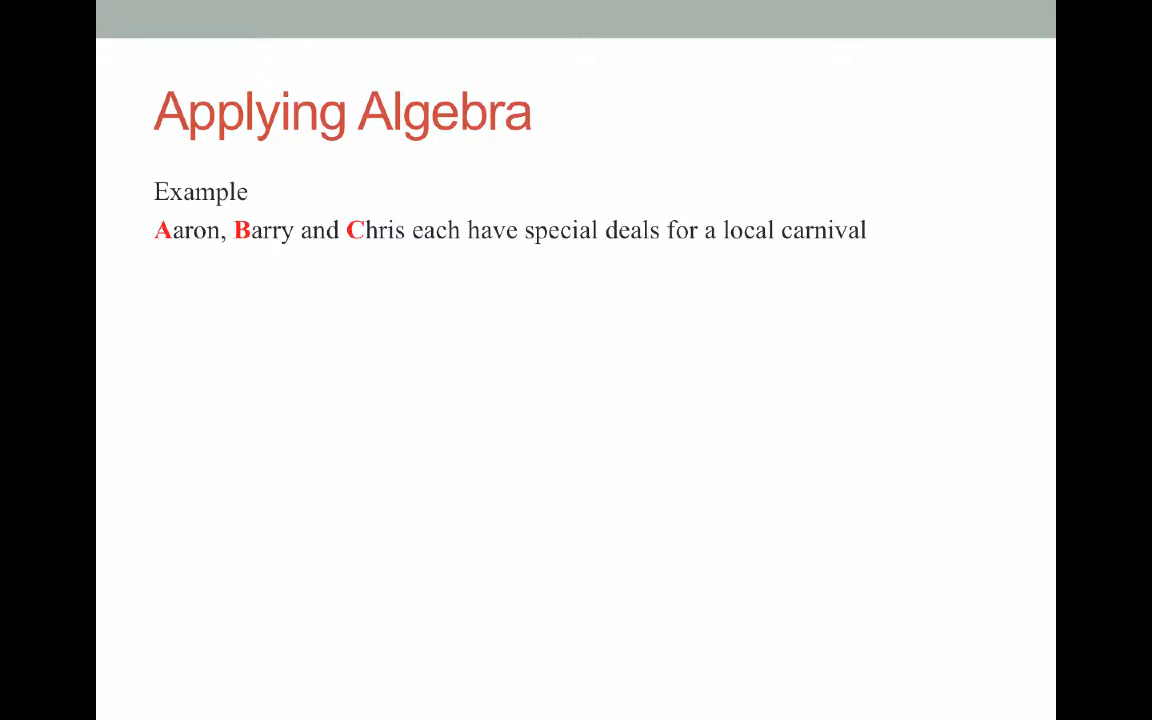 Applying Algebra
Example
Aaron, Barry and Chris each have special deals for a local carnival